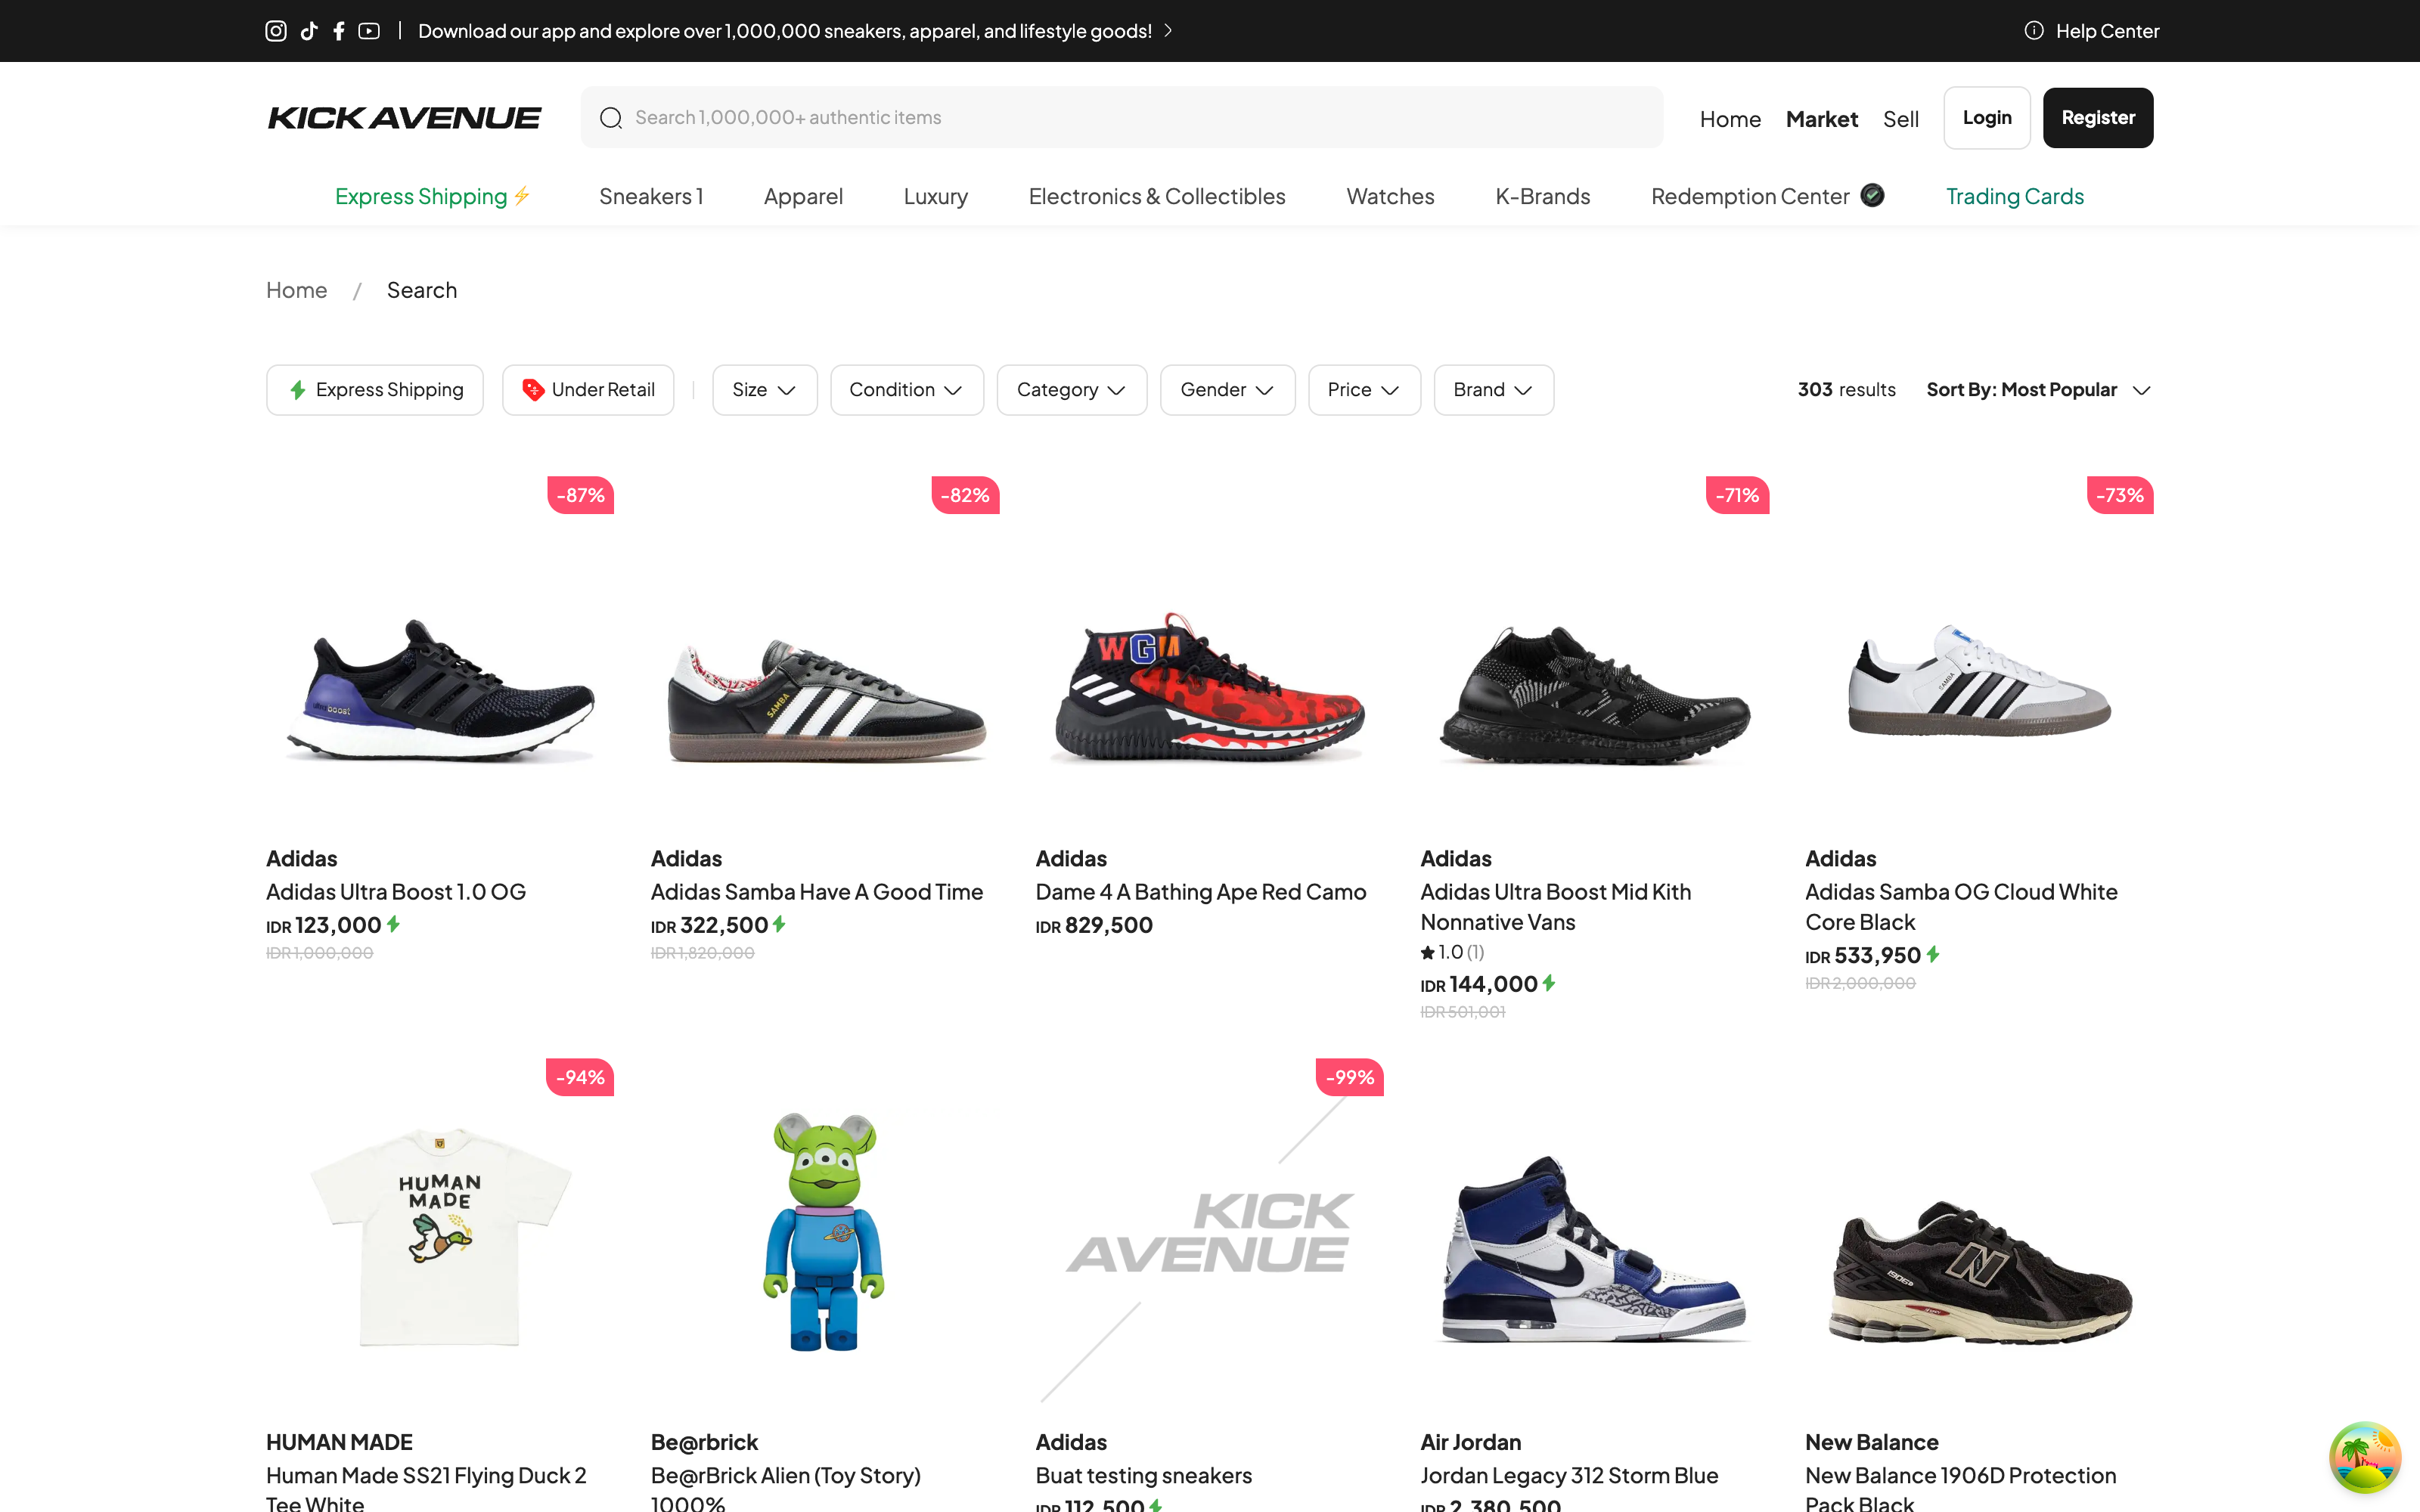 Download our app and explore over 1,000,000 sneakers, apparel, and lifestyle goods!
Help Center
KICK AVENUE
Search 1,000,000+ authentic items
Home
Market
Sell
Login
Register
Express Shipping⚡
Sneakers 1
Apparel
Luxury
Electronics & Collectibles
Watches
K-Brands
Redemption Center
Trading Cards
Home / Search
Express Shipping
Under Retail
Size
Condition
Category
Gender
Price
Brand
303 results
Sort By: Most Popular
-87%
-82%
-71%
-73%
ultraboost
SAMBA
WGM
SAMBA
Adidas
Adidas Ultra Boost 1.0 OG
IDR 123,000
IDR 1,000,000
Adidas
Adidas Samba Have A Good Time
IDR 322,500
IDR 1,820,000
Adidas
Dame 4 A Bathing Ape Red Camo
IDR 829,500
Adidas
Adidas Ultra Boost Mid Kith
Nonnative Vans
1.0 (1)
IDR 144,000
IDR 501,001
Adidas
Adidas Samba OG Cloud White
Core Black
IDR 533,950
IDR 2,000,000
-94%
-99%
HUMAN
MADE
KICK
AVENUE
N
1906D
HUMAN MADE
Human Made SS21 Flying Duck 2
Tee White
Be@rbrick
Be@rBrick Alien (Toy Story)
1000%
Adidas
Buat testing sneakers
IDR 112,500
Air Jordan
Jordan Legacy 312 Storm Blue
IDR 2,380,500
New Balance
New Balance 1906D Protection
Pack Black